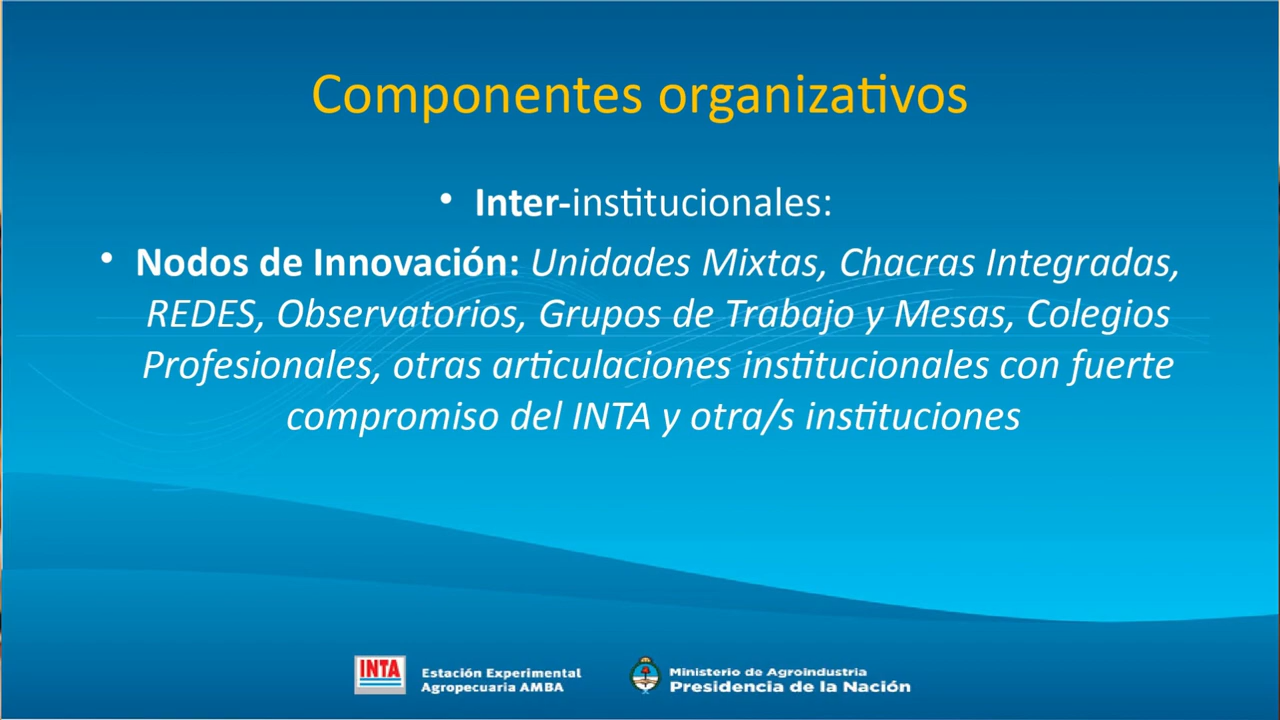 Componentes organizativos
• Inter-institucionales:
• Nodos de Innovación: Unidades Mixtas, Chacras Integradas,
REDES, Observatorios, Grupos de Trabajo y Mesas, Colegios
Profesionales, otras articulaciones institucionales con fuerte
compromiso del INTA y otra/s instituciones
INTA
Estación Experimental
Agropecuaria AMBA
Ministerio de Agroindustria
Presidencia de la Nación